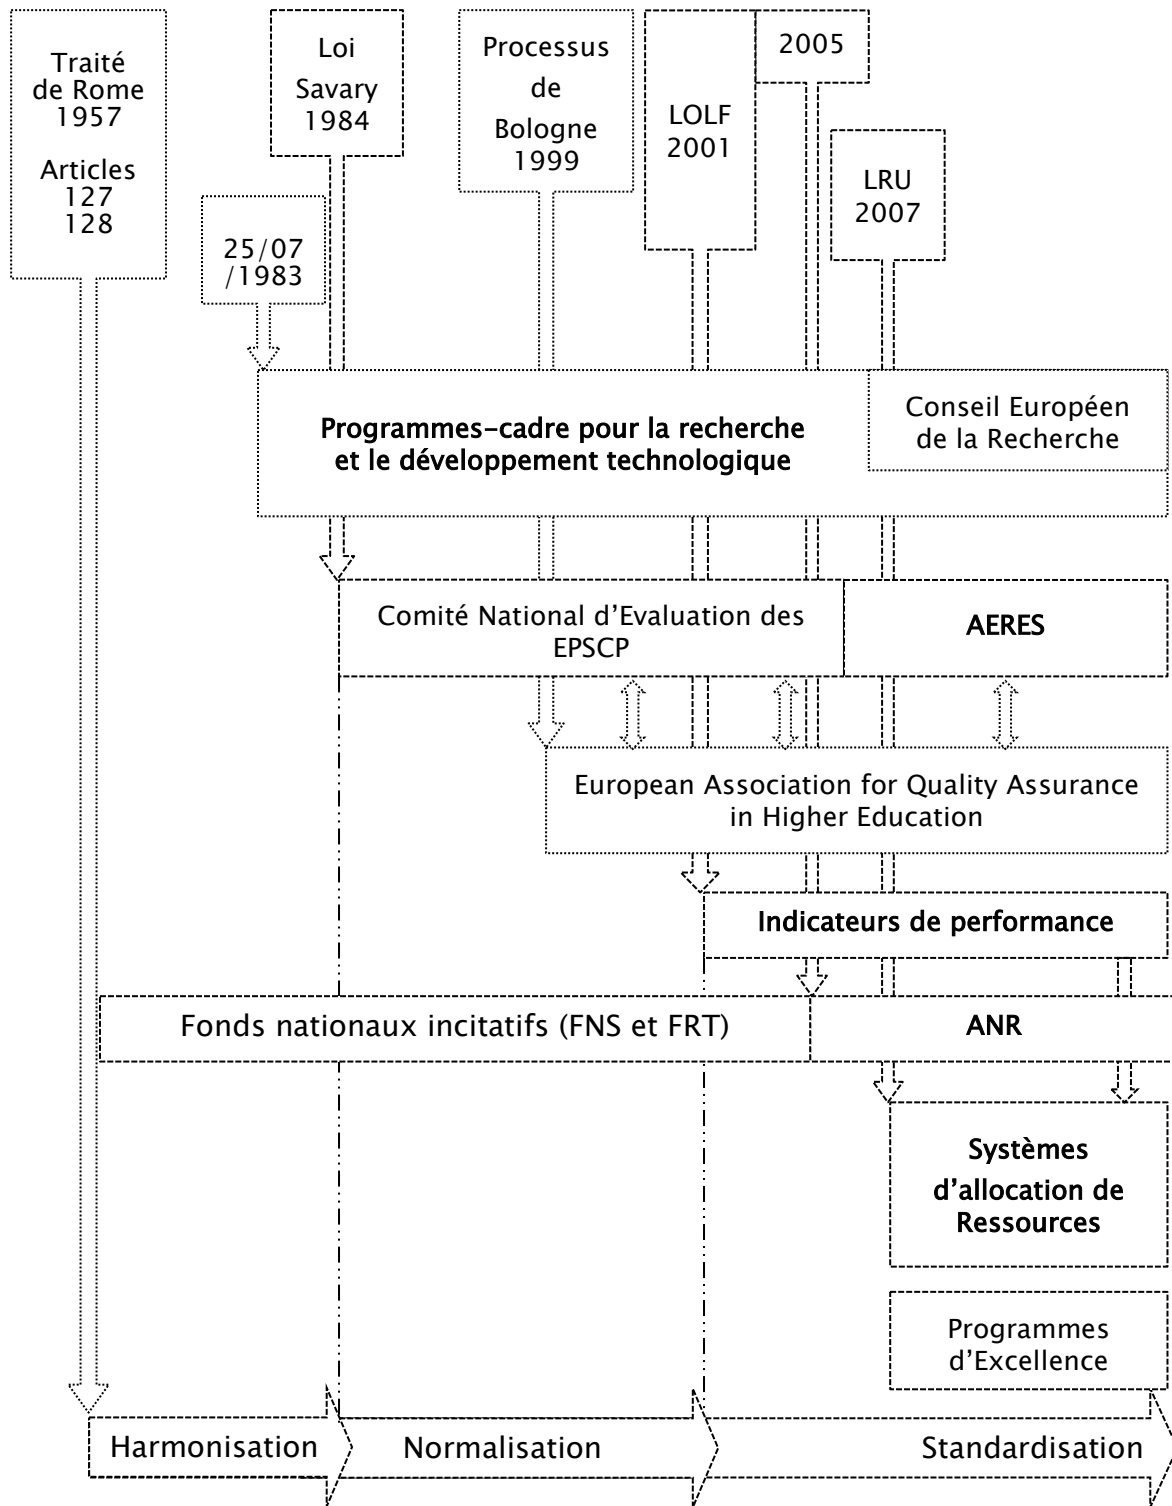 Traité
de Rome
1957
Articles
127
128
25/07
/1983
Loi
Savary
1984
Processus
de
Bologne
1999
LOLF
2001
2005
LRU
2007
Programmes-cadre pour la recherche
et le développement technologique
Conseil Européen
de la Recherche
Comité National d’Evaluation des
EPSCP
AERES
European Association for Quality Assurance
in Higher Education
Indicateurs de performance
Fonds nationaux incitatifs (FNS et FRT)
ANR
Systèmes
d’allocation de
Ressources
Programmes
d’Excellence
Harmonisation
Normalisation
Standardisation